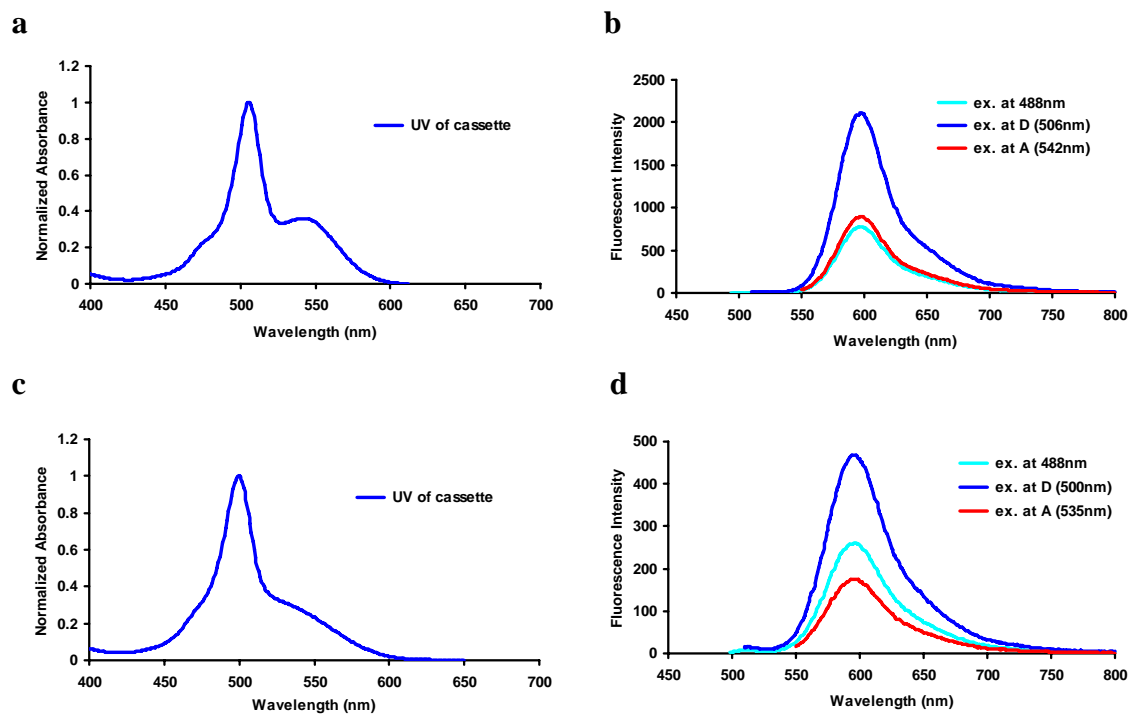 a
Normalized Absorbance
1.2
1
0.8
0.6
0.4
0.2
0
400 450 500 550 600 650 700
Wavelength (nm)
UV of cassette
b
Fluorescent Intensity
2500
2000
1500
1000
500
0
450 500 550 600 650 700 750 800
Wavelength (nm)
ex. at 488nm
ex. at D (506nm)
ex. at A (542nm)
c
Normalized Absorbance
1.2
1
0.8
0.6
0.4
0.2
0
400 450 500 550 600 650 700
Wavelength (nm)
UV of cassette
d
Fluorescence Intensity
500
400
300
200
100
0
450 500 550 600 650 700 750 800
Wavelength (nm)
ex. at 488nm
ex. at D (500nm)
ex. at A (535nm)